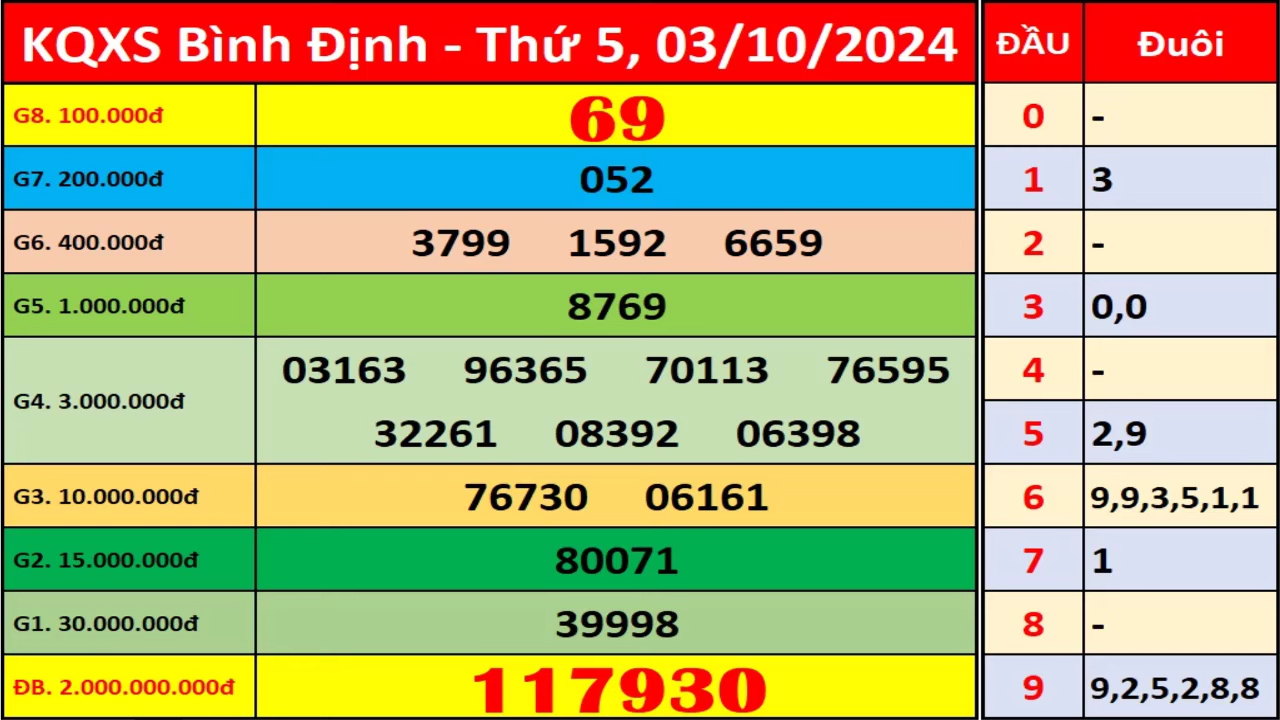 KQXS Bình Định - Thứ 5, 03/10/2024
G8. 100.000đ 69
G7. 200.000đ 052
G6. 400.000đ 3799 1592 6659
G5. 1.000.000đ 8769
G4. 3.000.000đ 03163 96365 70113 76595
32261 08392 06398
G3. 10.000.000đ 76730 06161
G2. 15.000.000đ 80071
G1. 30.000.000đ 39998
ĐB. 2.000.000.000đ 117930
ĐẦU Đuôi
0 -
1 3
2 -
3 0,0
4 -
5 2,9
6 9,9,3,5,1,1
7 1
8 -
9 9,2,5,2,8,8